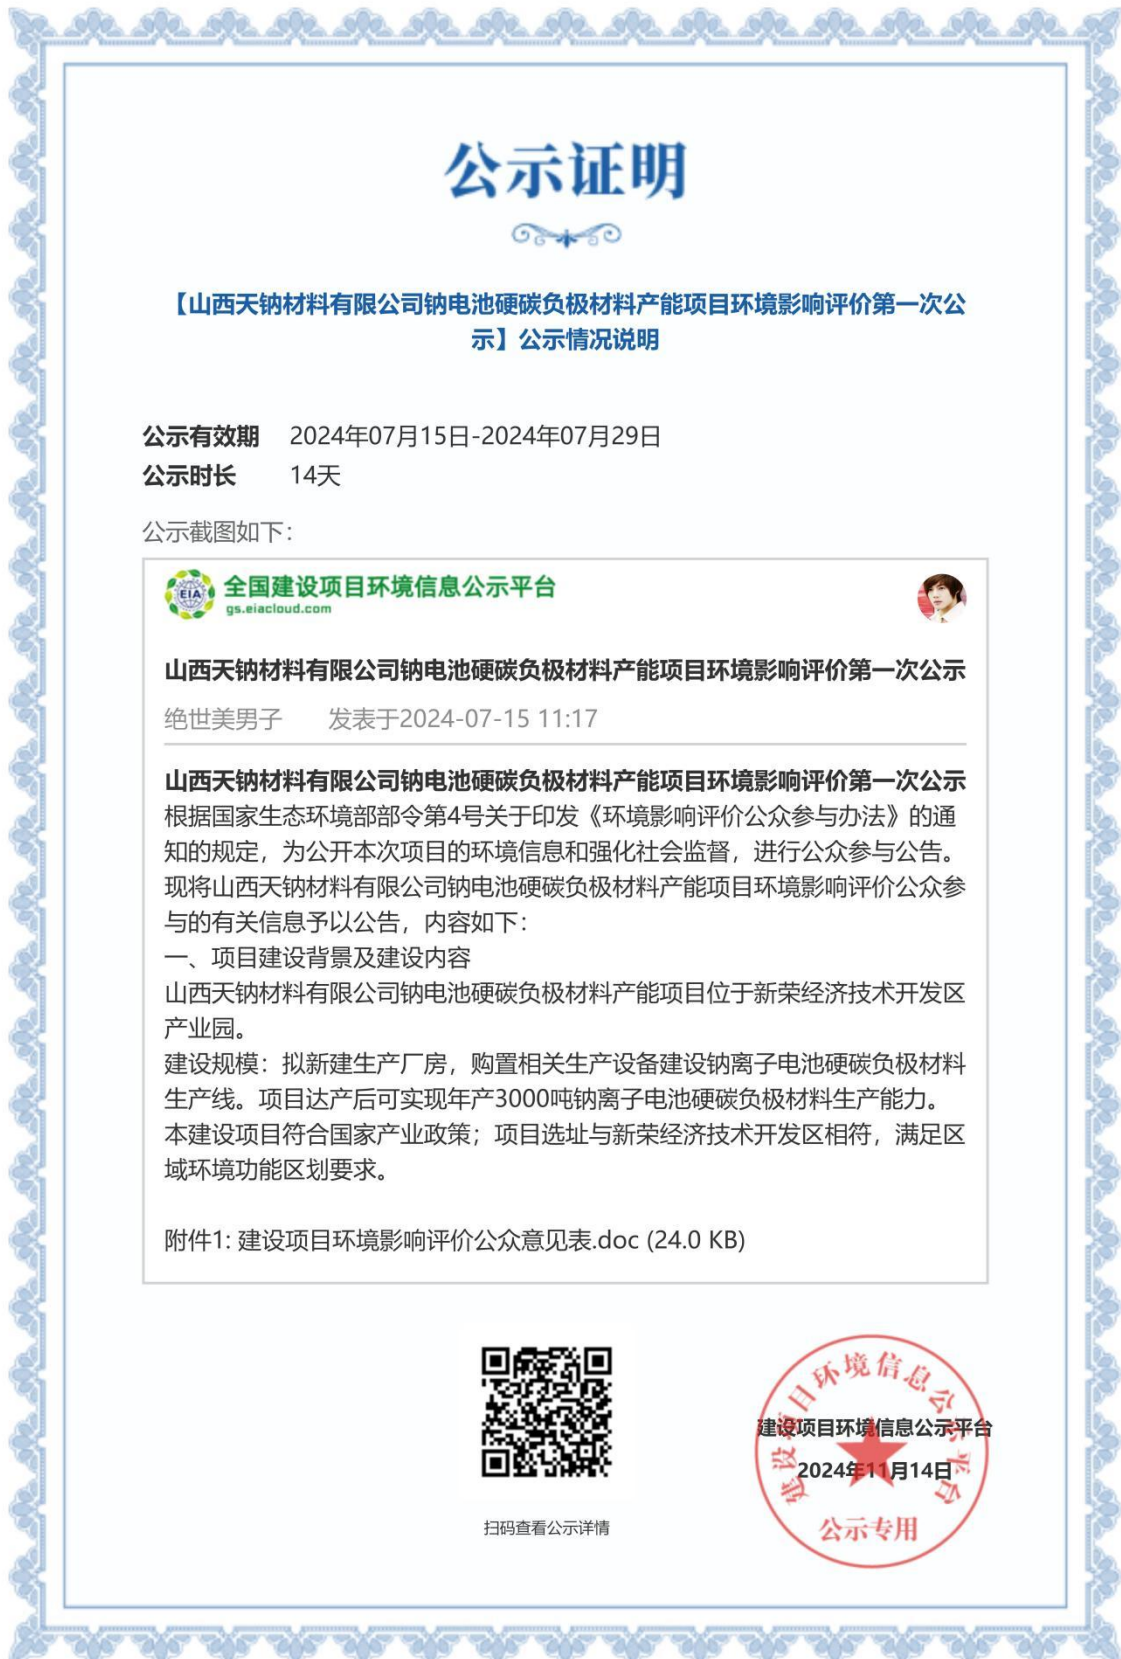 公示证明
【山西天钠材料有限公司钠电池硬碳负极材料产能项目环境影响评价第一次公
示】公示情况说明
公示有效期 2024年07月15日-2024年07月29日
公示时长 14天
公示截图如下：
EIA 全国建设项目环境信息公示平台
gs.eiacloud.com
山西天钠材料有限公司钠电池硬碳负极材料产能项目环境影响评价第一次公示
绝世美男子 发表于2024-07-15 11:17
山西天钠材料有限公司钠电池硬碳负极材料产能项目环境影响评价第一次公示
根据国家生态环境部部令第4号关于印发《环境影响评价公众参与办法》的通
知的规定，为公开本次项目的环境信息和强化社会监督，进行公众参与公告。
现将山西天钠材料有限公司钠电池硬碳负极材料产能项目环境影响评价公众参
与的有关信息予以公告，内容如下：
一、项目建设背景及建设内容
山西天钠材料有限公司钠电池硬碳负极材料产能项目位于新荣经济技术开发区
产业园。
建设规模：拟新建生产厂房，购置相关生产设备建设钠离子电池硬碳负极材料
生产线。项目达产后可实现年产3000吨钠离子电池硬碳负极材料生产能力。
本建设项目符合国家产业政策；项目选址与新荣经济技术开发区相符，满足区
域环境功能区划要求。
附件1: 建设项目环境影响评价公众意见表.doc (24.0 KB)
扫码查看公示详情
建设项目环境信息公示平台
建设项目环境信息公示平台
2024年11月14日
公示专用